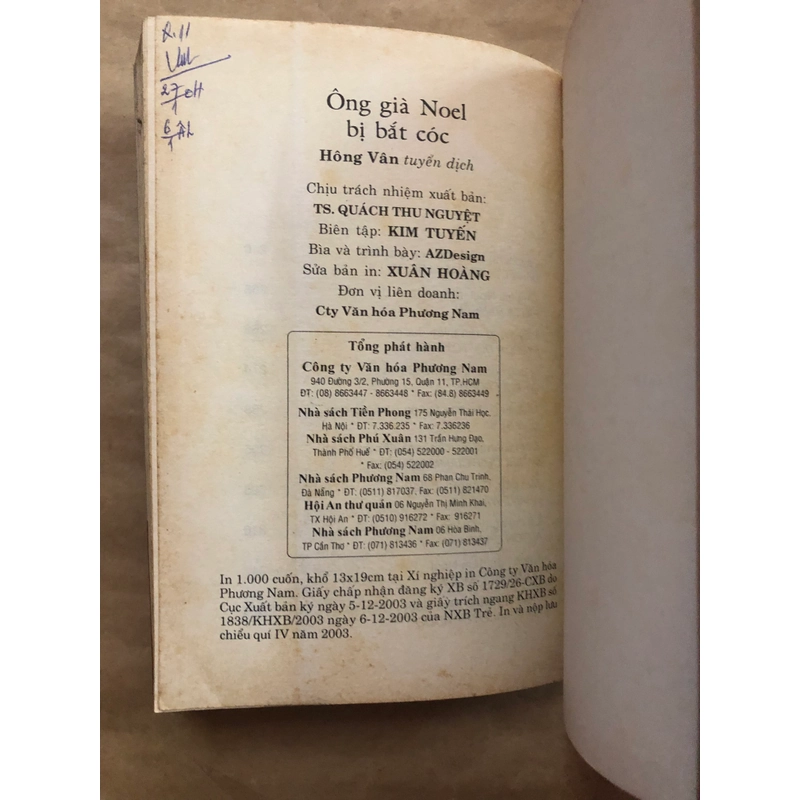 Ông già Noel
bị bắt cóc
Hông Vân tuyển dịch
Chịu trách nhiệm xuất bản:
TS. QUÁCH THU NGUYỆT
Biên tập: KIM TUYẾN
Bìa và trình bày: AZDesign
Sửa bản in: XUÂN HOÀNG
Đơn vị liên doanh:
Cty Văn hóa Phương Nam
Tổng phát hành
Công ty Văn hóa Phương Nam
940 Đường 3/2, Phường 15, Quận 11, TP.HCM
ĐT: (08) 8663447 - 8663448 * Fax: (84.8) 8663449
Nhà sách Tiền Phong 175 Nguyễn Thái Học,
Hà Nội * ĐT: 7.336.235 * Fax: 7.336236
Nhà sách Phú Xuân 131 Trần Hưng Đạo,
Thành Phố Huế * ĐT: (054) 522000 - 522001
* Fax: (054) 522002
Nhà sách Phương Nam 68 Phan Chu Trinh,
Đà Nẵng * ĐT: (0511) 817037, Fax: (0511) 821470
Hội An thư quán 06 Nguyễn Thị Minh Khai,
TX Hội An * ĐT: (0510) 916272 * Fax: 916271
Nhà sách Phương Nam 06 Hòa Bình,
TP Cần Thơ * ĐT: (071) 813436 * Fax: (071) 813437
In 1.000 cuốn, khổ 13x19cm tại Xí nghiệp in Công ty Văn hóa
Phương Nam. Giấy chấp nhận đăng ký XB số 1729/26-CXB do
Cục Xuất bản ký ngày 5-12-2003 và giấy trích ngang KHXB số
1838/KHXB/2003 ngày 6-12-2003 của NXB Trẻ. In và nộp lưu
chiểu quí IV năm 2003.